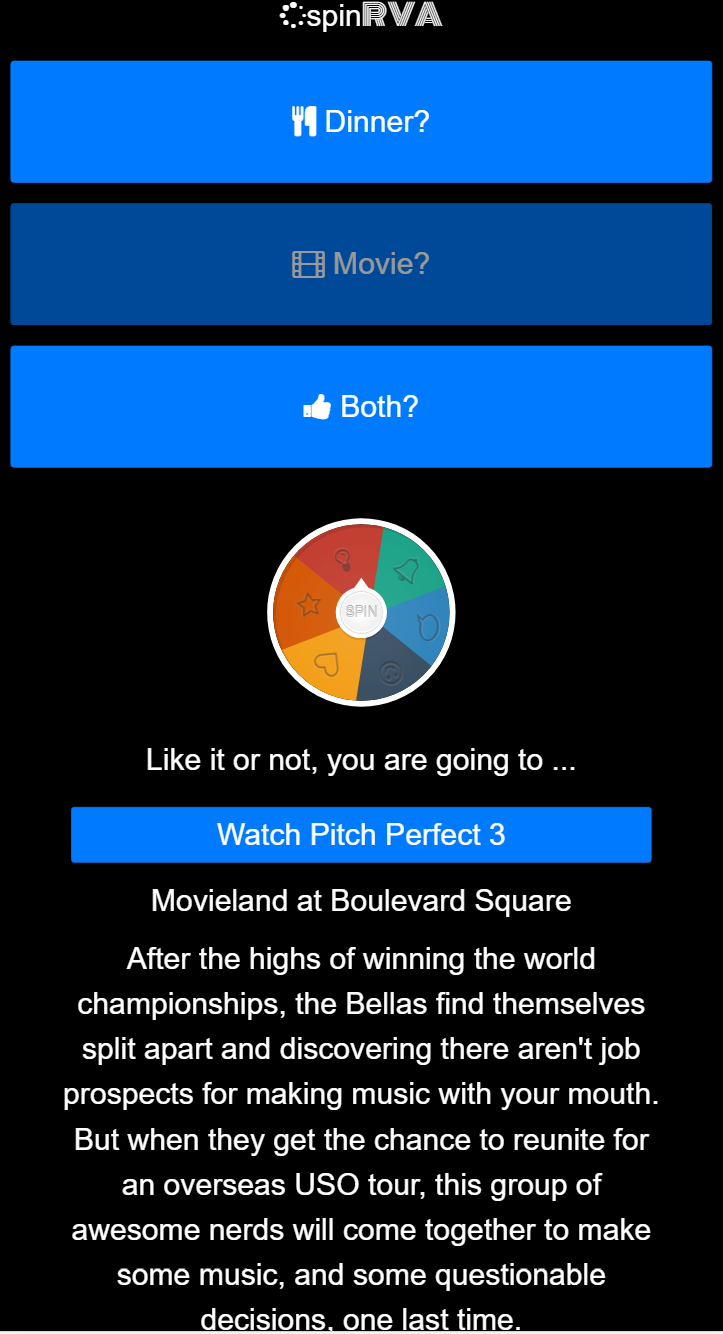 spinRVA
Dinner?
Movie?
Both?
SPIN
Like it or not, you are going to ...
Watch Pitch Perfect 3
Movieland at Boulevard Square
After the highs of winning the world
championships, the Bellas find themselves
split apart and discovering there aren't job
prospects for making music with your mouth.
But when they get the chance to reunite for
an overseas USO tour, this group of
awesome nerds will come together to make
some music, and some questionable
decisions, one last time.